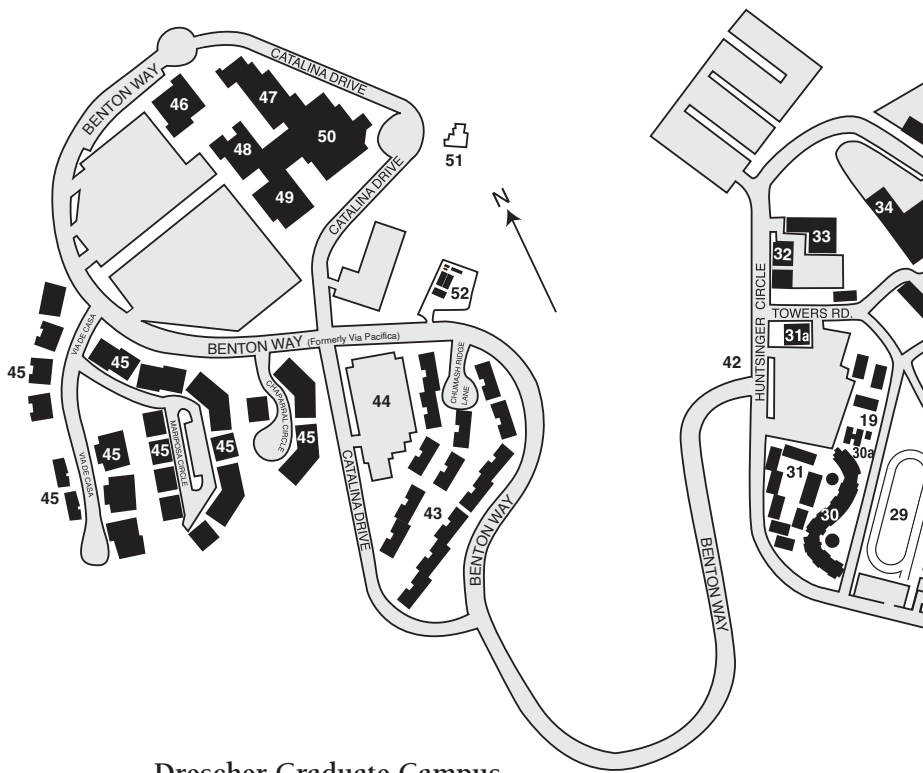 CATALINA DRIVE
BENTON WAY
47
46
50
48
51
49
CATALINA DRIVE
N
34
33
32
52
HUNTSINGER CIRCLE
TOWERS RD.
31a
VIA DE CASA
BENTON WAY (Formerly Via Pacifica)
CHUMASH RIDGE
LANE
42
45
45
44
CHAPARRAL CIRCLE
19
MARIPOSA CIRCLE
45
45
45
45
30a
VIA DE CASA
CATALINA DRIVE
31
45
43
30
29
BENTON WAY
BENTON WAY
Drescher Graduate Campus